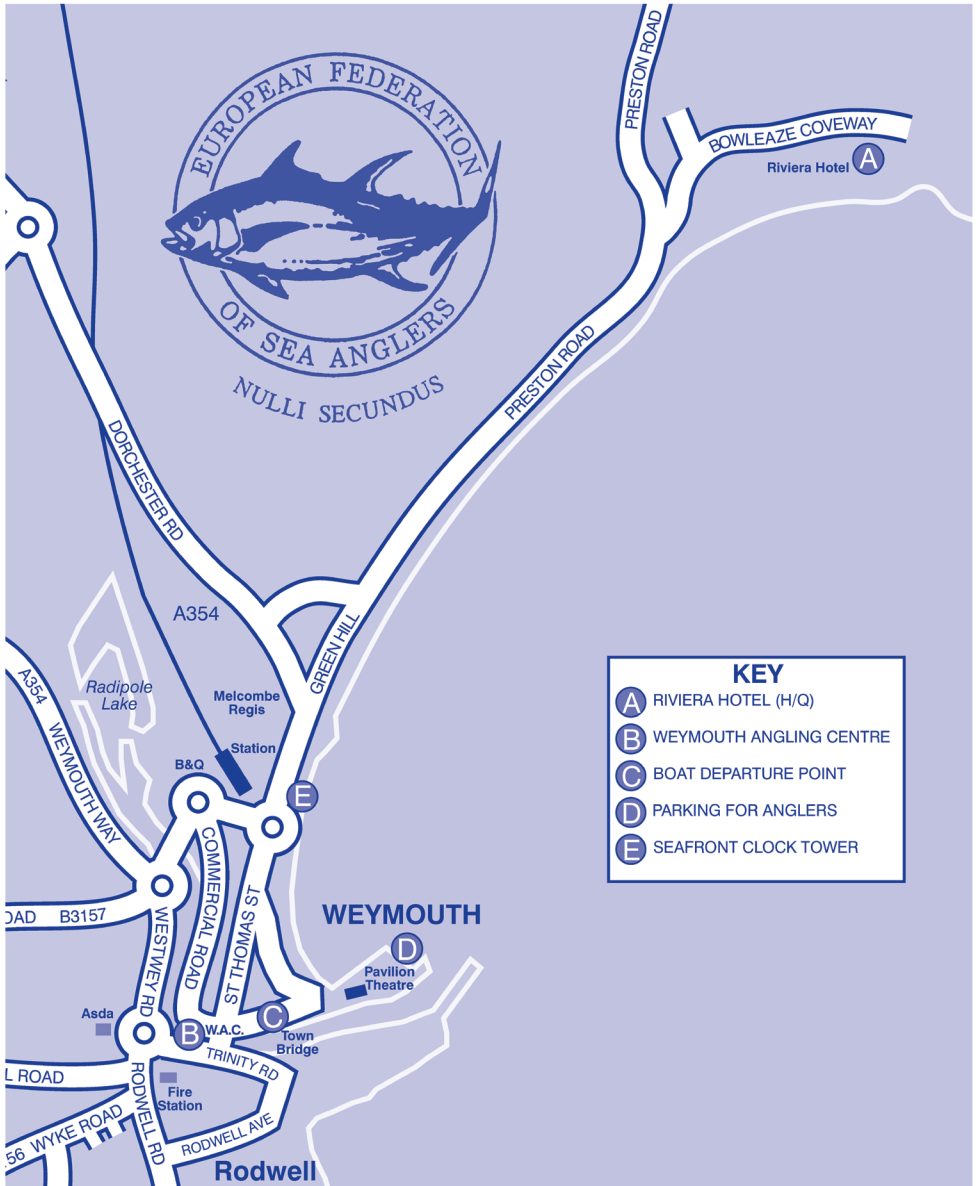 EUROPEAN FEDERATION
OF SEA ANGLERS
NULLI SECUNDUS
PRESTON ROAD
BOWLEAZE COVEWAY
Riviera Hotel
A
PRESTON ROAD
DORCHESTER RD
A354
GREEN HILL
A354
WEYMOUTH WAY
Radipole
Lake
Melcombe
Regis
Station
B&Q
E
COMMERCIAL ROAD
ST THOMAS ST
OAD B3157
WESTWEY RD
WEYMOUTH
D
Pavilion
Theatre
Asda
B
W.A.C.
C
Town
Bridge
TRINITY RD
L ROAD
RODWELL RD
Fire
Station
56 WYKE ROAD
RODWELL AVE
Rodwell
KEY
A RIVIERA HOTEL (H/Q)
B WEYMOUTH ANGLING CENTRE
C BOAT DEPARTURE POINT
D PARKING FOR ANGLERS
E SEAFRONT CLOCK TOWER